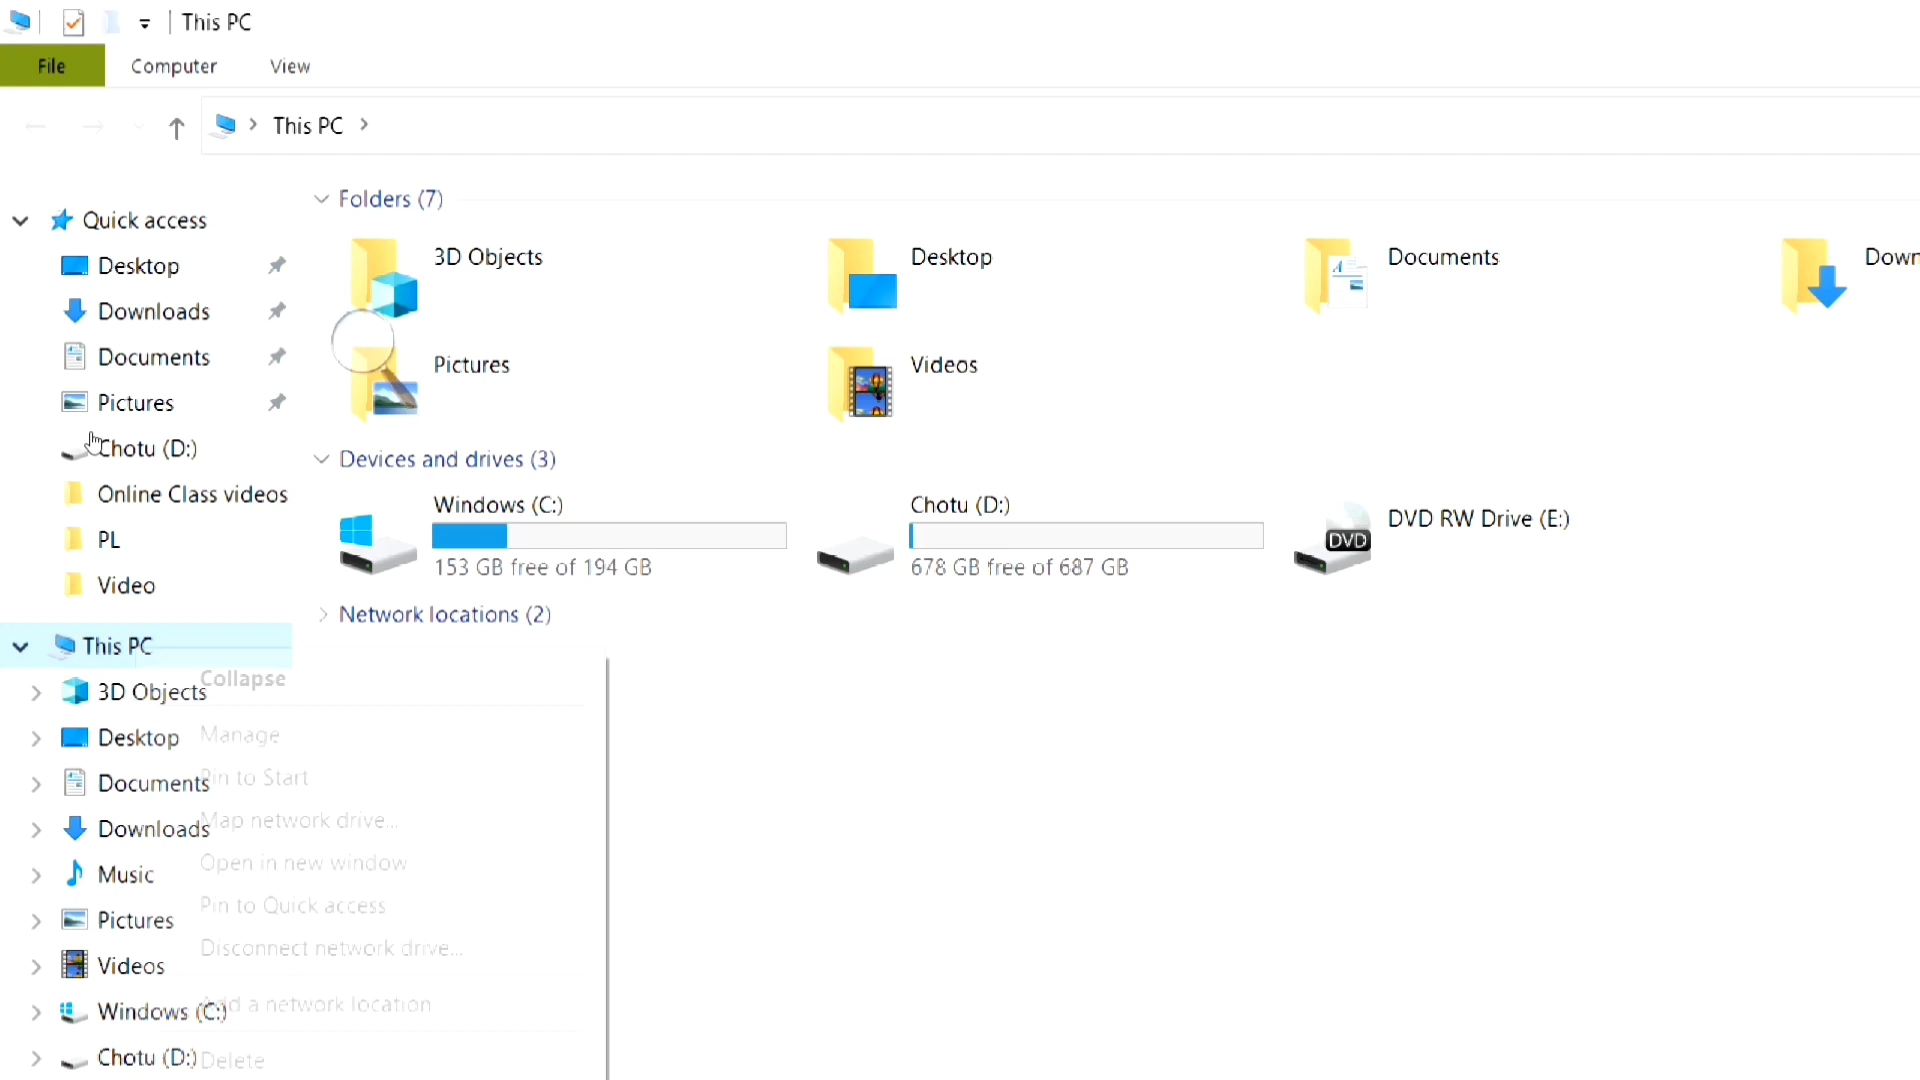 This PC
File Computer View
This PC
Folders (7)
Quick access
3D Objects Desktop Documents Down
Desktop
Downloads
Documents
Pictures Videos
Pictures
Chotu (D:)
Devices and drives (3)
Online Class videos
Windows (C:) Chotu (D:) DVD RW Drive (E:)
DVD
PL
153 GB free of 194 GB 678 GB free of 687 GB
Video
Network locations (2)
This PC
Collapse
3D Objects
Desktop
Manage
Documents
Pin to Start
Downloads
Map network drive...
Music
Open in new window
Pictures
Pin to Quick access
Videos
Disconnect network drive...
Windows (C:)
Add a network location
Chotu (D:)
Delete